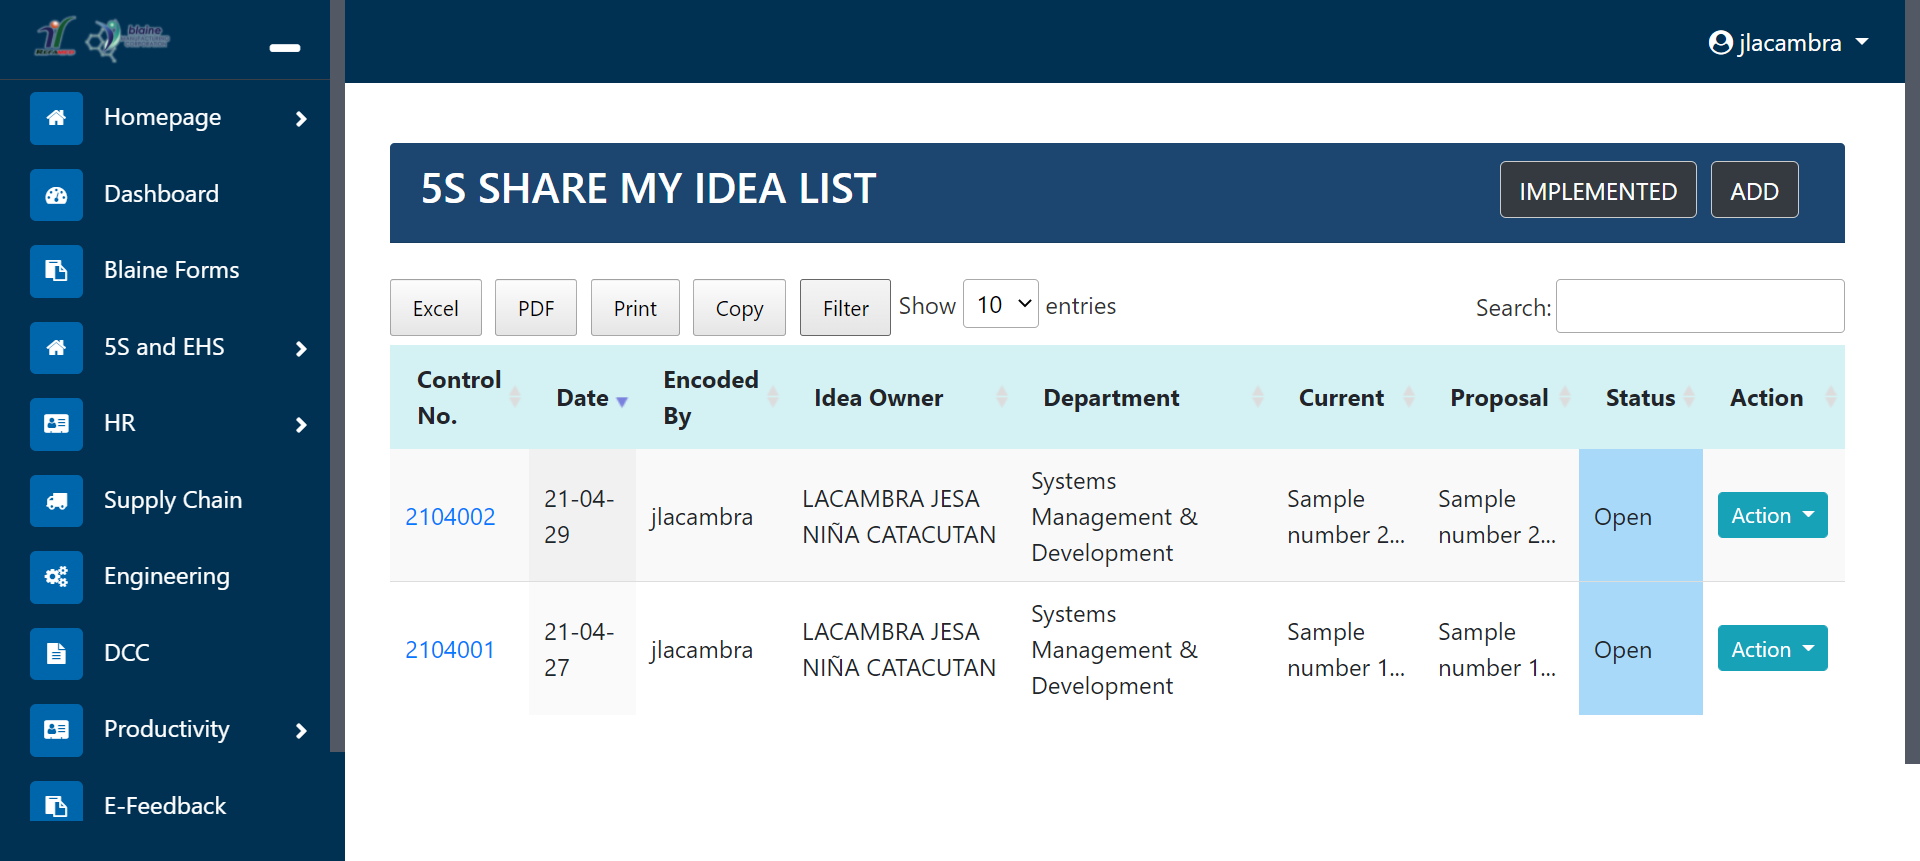 blaine
jlacambra
Homepage
Dashboard
Blaine Forms
5S and EHS
HR
Supply Chain
Engineering
DCC
Productivity
E-Feedback
5S SHARE MY IDEA LIST
IMPLEMENTED ADD
Excel PDF Print Copy Filter Show 10 entries Search:
Control No. Date Encoded By Idea Owner Department Current Proposal Status Action
2104002 21-04-29 jlacambra LACAMBRA JESA NIÑA CATACUTAN Systems Management & Development Sample number 2... Sample number 2... Open Action
2104001 21-04-27 jlacambra LACAMBRA JESA NIÑA CATACUTAN Systems Management & Development Sample number 1... Sample number 1... Open Action